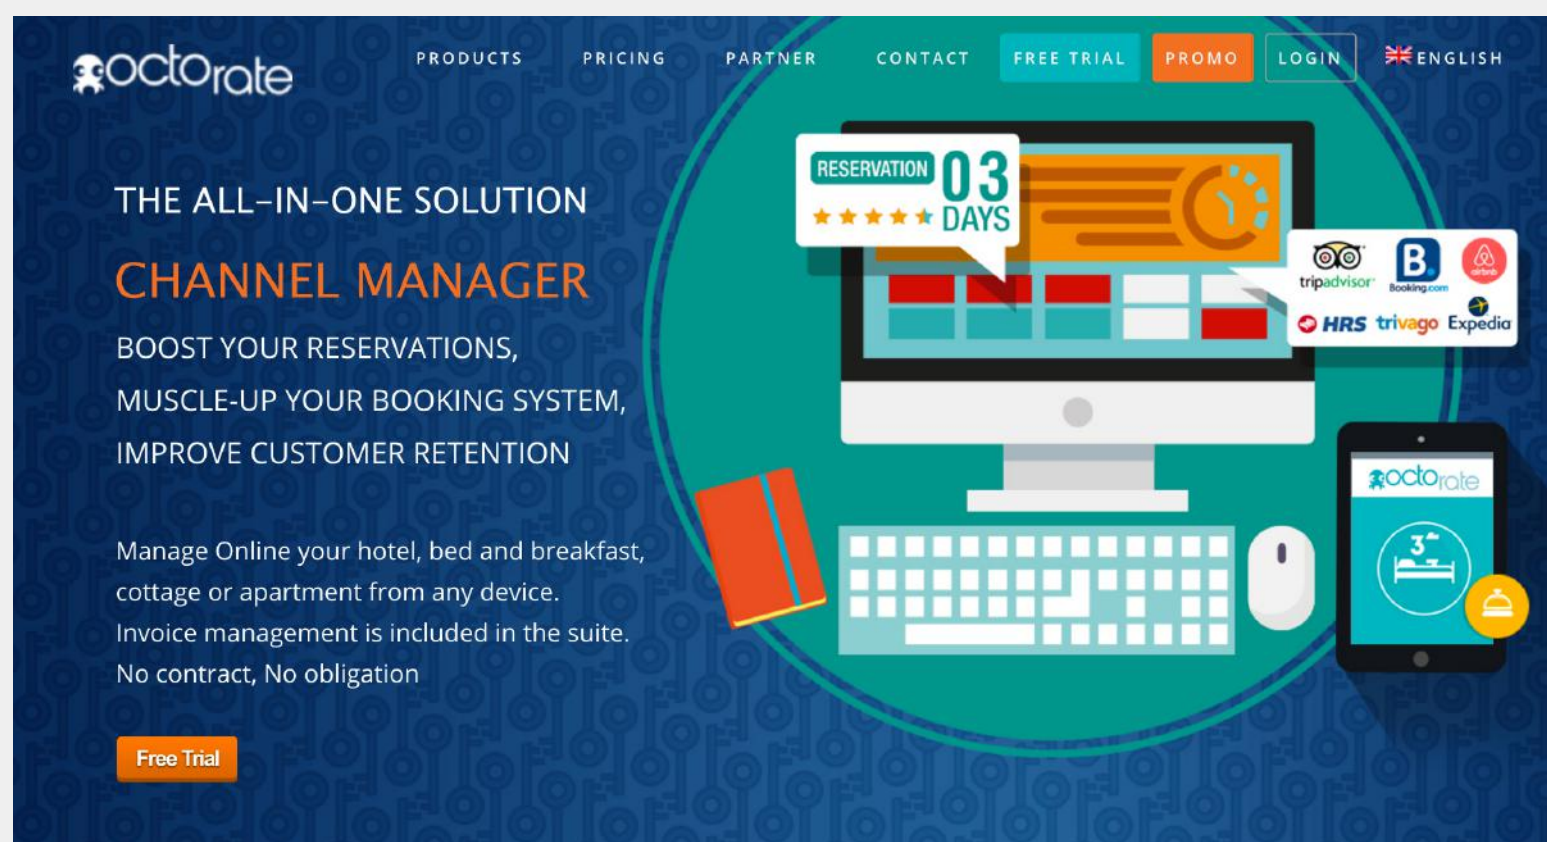 octorate
PRODUCTS PRICING PARTNER CONTACT FREE TRIAL PROMO LOGIN ENGLISH
THE ALL-IN-ONE SOLUTION
CHANNEL MANAGER
BOOST YOUR RESERVATIONS,
MUSCLE-UP YOUR BOOKING SYSTEM,
IMPROVE CUSTOMER RETENTION
Manage Online your hotel, bed and breakfast,
cottage or apartment from any device.
Invoice management is included in the suite.
No contract, No obligation
Free Trial
RESERVATION 03
DAYS
tripadvisor
B.
Booking.com
airbnb
HRS trivago Expedia
octorate
3